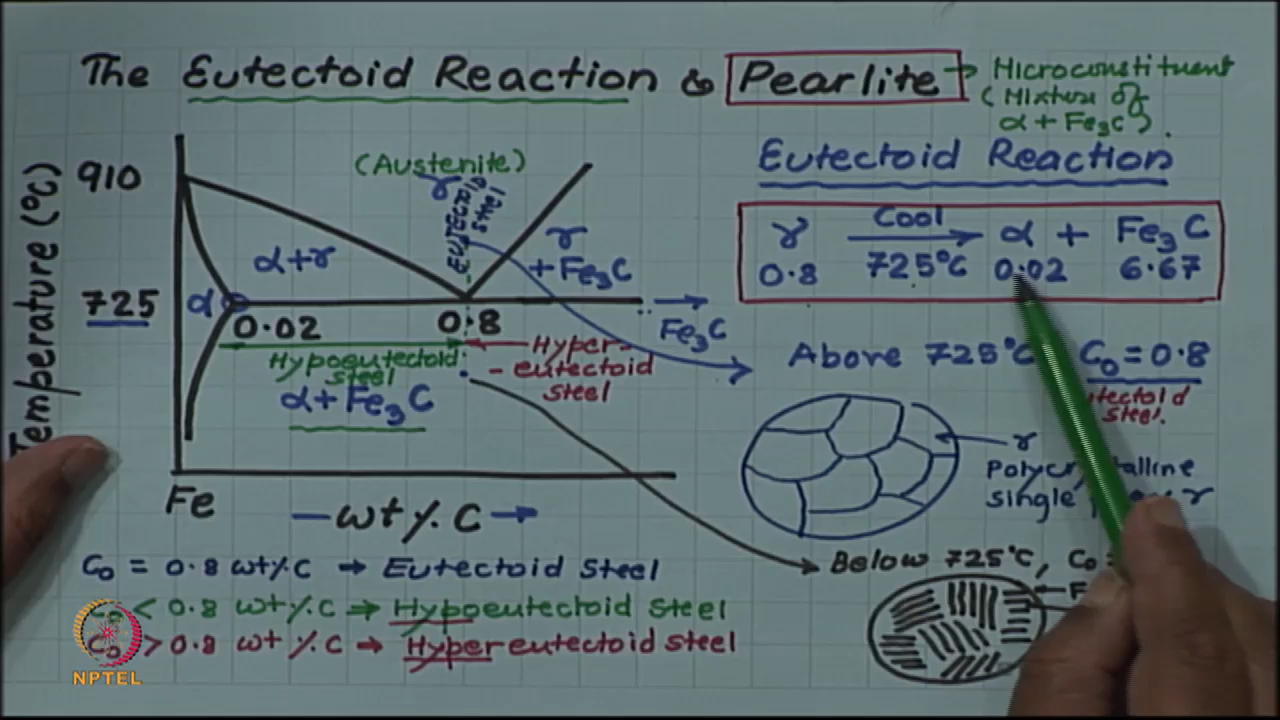 The Eutectoid Reaction & Pearlite → Microconstituent
(Mixture of
α + Fe3C).
Temperature (°C)
910
725
(Austenite)
γ
EUTECTOID
STEEL
α+γ
α
γ
+ Fe3C
0.02
0.8
Fe3C
Hypoeutectoid
steel
Hyper-
- eutectoid
steel
α + Fe3C
Fe
wt % C
C0 = 0.8 wt % C → Eutectoid Steel
C0 < 0.8 wt % C ⇒ Hypoeutectoid steel
C0 > 0.8 wt % C → Hypereutectoid steel
Eutectoid Reaction
γ Cool α + Fe3C
0.8 725°C 0.02 6.67
Above 725°C C0 = 0.8
steel.
γ
single γ
Below 725°C, C0 =
NPTEL